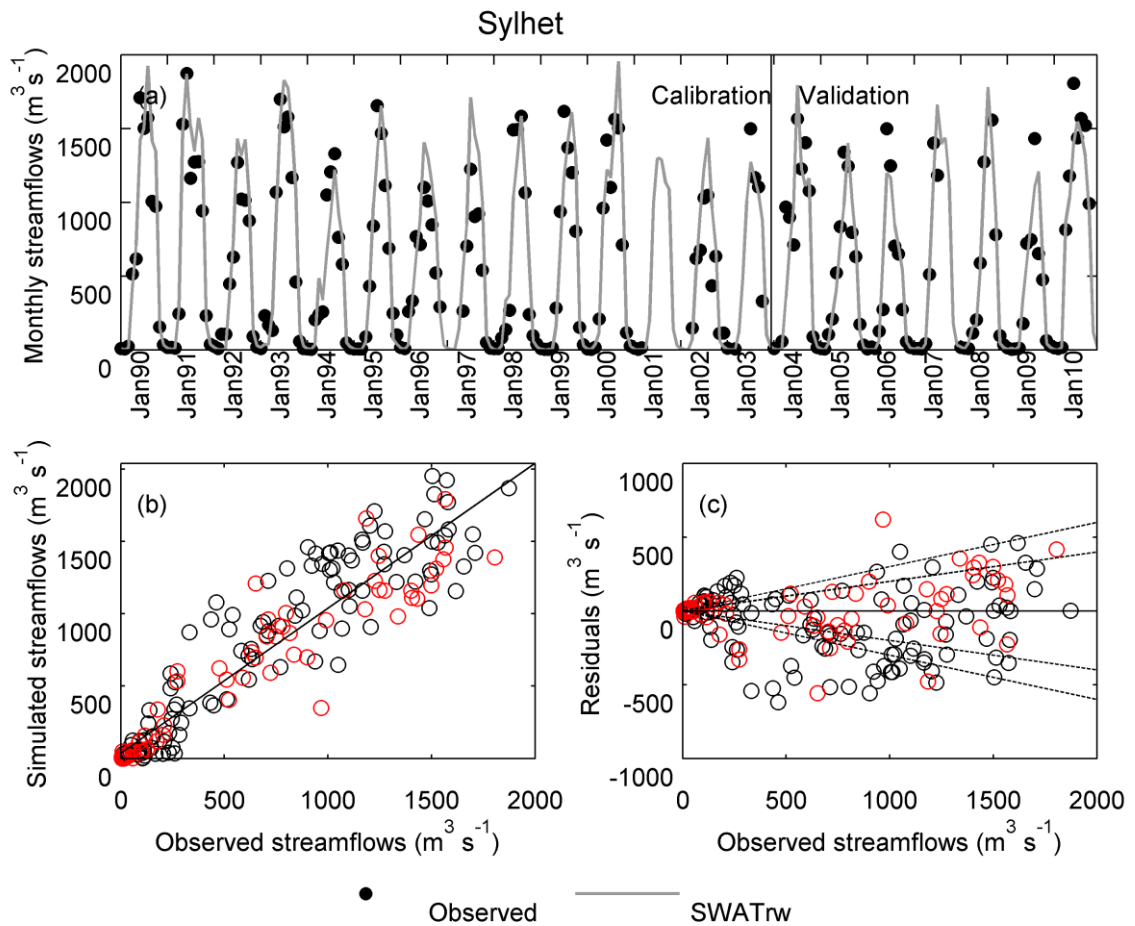 Sylhet
Monthly streamflows (m³ s⁻¹)
2000
1500
1000
500
0
(a)
Calibration
Validation
Jan90
Jan91
Jan92
Jan93
Jan94
Jan95
Jan96
Jan97
Jan98
Jan99
Jan00
Jan01
Jan02
Jan03
Jan04
Jan05
Jan06
Jan07
Jan08
Jan09
Jan10
Simulated streamflows (m³ s⁻¹)
2000
1500
1000
500
0
(b)
0 500 1000 1500 2000
Observed streamflows (m³ s⁻¹)
Residuals (m³ s⁻¹)
1000
500
0
-500
-1000
(c)
0 500 1000 1500 2000
Observed streamflows (m³ s⁻¹)
Observed
SWATrw